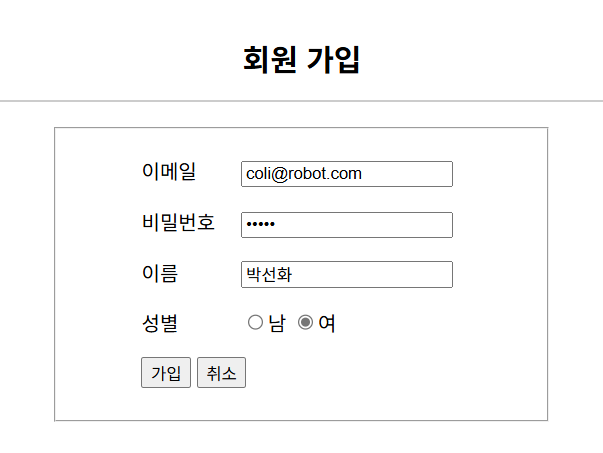 회원 가입
이메일 coli@robot.com
비밀번호 •••••
이름 박선화
성별 남 여
가입 취소